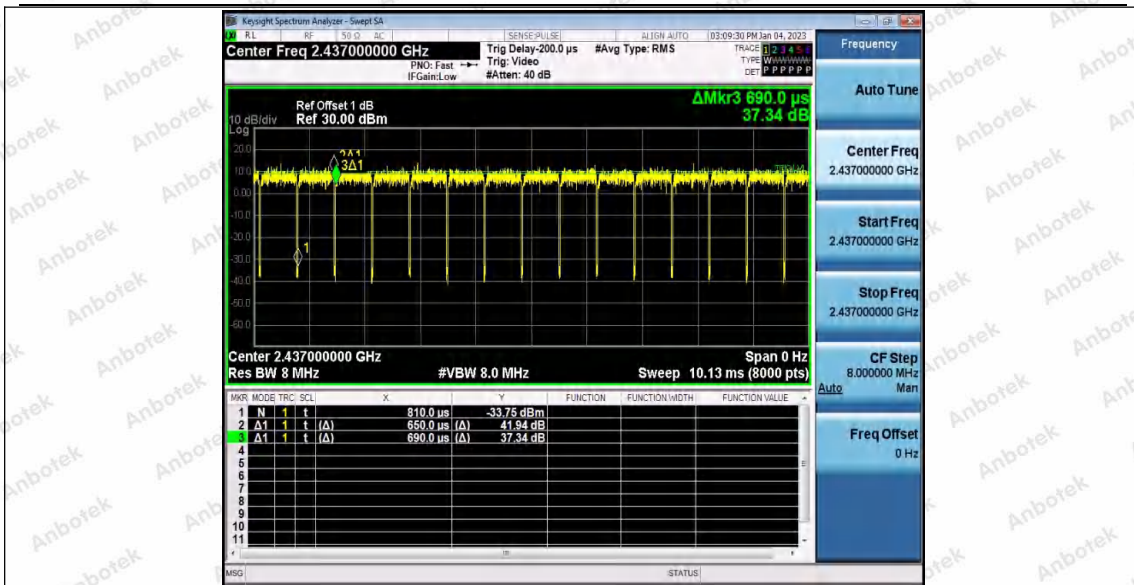 Keysight Spectrum Analyzer - Swept SA
RL RF 50 Ω AC SENSE:PULSE ALIGN AUTO 03:09:30 PM Jan 04, 2023
Center Freq 2.437000000 GHz
PNO: Fast
IFGain:Low
Trig Delay-200.0 µs
Trig: Video
#Atten: 40 dB
#Avg Type: RMS
TRACE 1 2 3 4 5 6
TYPE WWWWWW
DET P P P P P P
ΔMkr3 690.0 µs
37.34 dB
Ref Offset 1 dB
10 dB/div Ref 30.00 dBm
Log
20.0
10.0
0.00
-10.0
-20.0
-30.0
-40.0
-50.0
-60.0
2Δ1
3Δ1
1
Center 2.437000000 GHz Span 0 Hz
Res BW 8 MHz #VBW 8.0 MHz Sweep 10.13 ms (8000 pts)
MKR MODE TRC SCL X Y FUNCTION FUNCTION WIDTH FUNCTION VALUE
1 N 1 t 810.0 µs -33.75 dBm
2 Δ1 1 t (Δ) 650.0 µs (Δ) 41.94 dB
3 Δ1 1 t (Δ) 690.0 µs (Δ) 37.34 dB
4
5
6
7
8
9
10
11
MSG STATUS
Frequency
Auto Tune
Center Freq
2.437000000 GHz
Start Freq
2.437000000 GHz
Stop Freq
2.437000000 GHz
CF Step
8.000000 MHz
Auto Man
Freq Offset
0 Hz
Anbotek